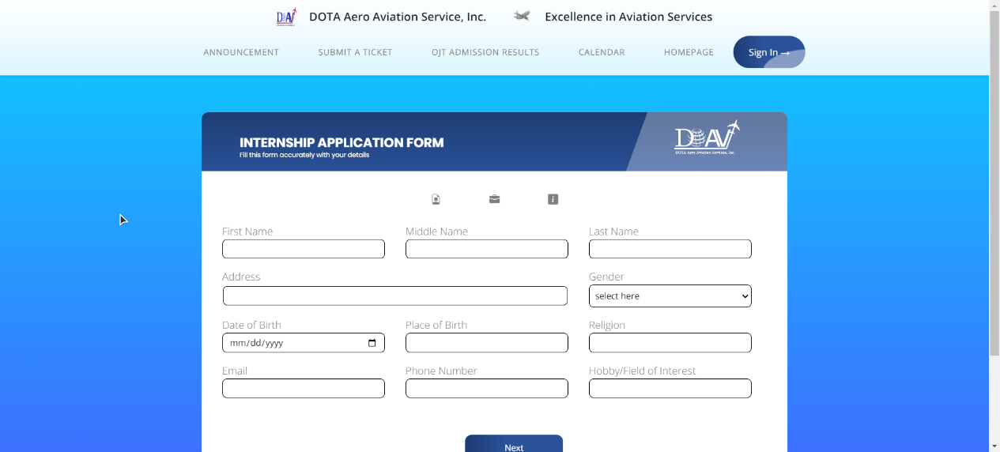 DOAV
DOTA Aero Aviation Service, Inc.
Excellence in Aviation Services
ANNOUNCEMENT
SUBMIT A TICKET
OJT ADMISSION RESULTS
CALENDAR
HOMEPAGE
Sign In →
INTERNSHIP APPLICATION FORM
Fill this form accurately with your details
DOAV
DOTA Aero Aviation Services, Inc.
First Name
Middle Name
Last Name
Address
Gender
select here
Date of Birth
Place of Birth
Religion
mm/dd/yyyy
Email
Phone Number
Hobby/Field of Interest
Next